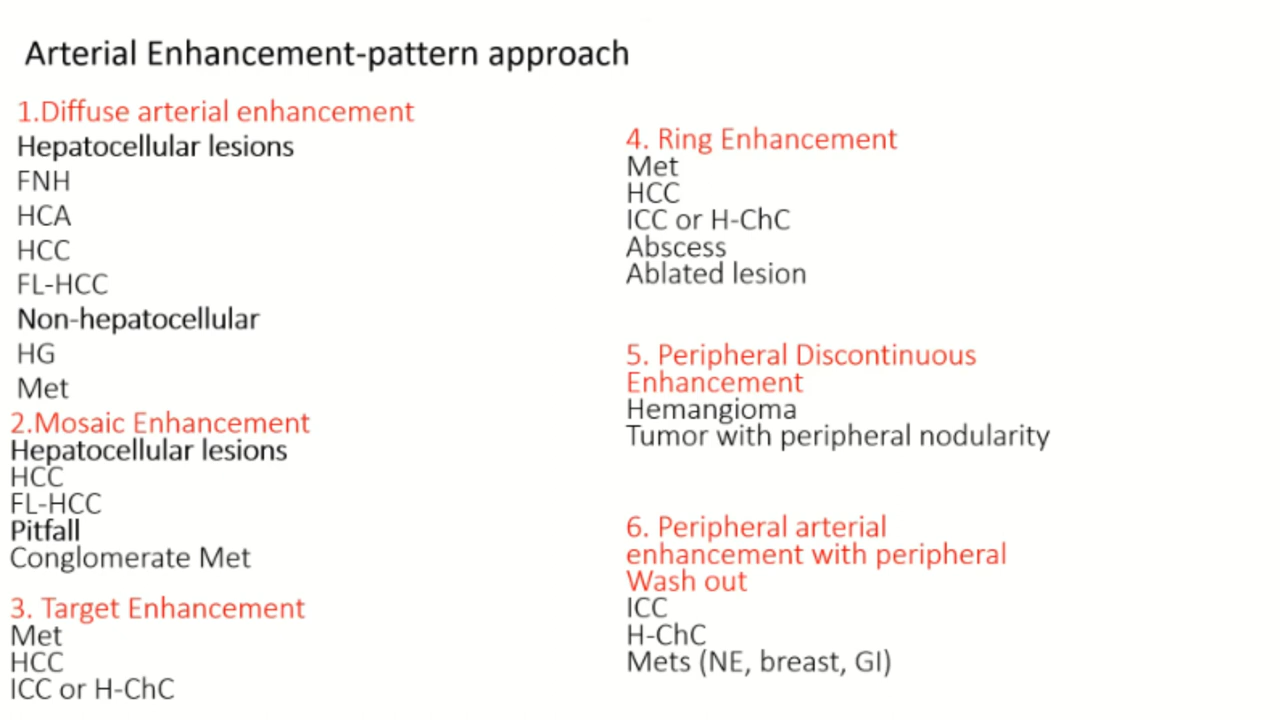 Arterial Enhancement-pattern approach
1.Diffuse arterial enhancement
Hepatocellular lesions
FNH
HCA
HCC
FL-HCC
Non-hepatocellular
HG
Met
2.Mosaic Enhancement
Hepatocellular lesions
HCC
FL-HCC
Pitfall
Conglomerate Met
3. Target Enhancement
Met
HCC
ICC or H-ChC
4. Ring Enhancement
Met
HCC
ICC or H-ChC
Abscess
Ablated lesion
5. Peripheral Discontinuous
Enhancement
Hemangioma
Tumor with peripheral nodularity
6. Peripheral arterial
enhancement with peripheral
Wash out
ICC
H-ChC
Mets (NE, breast, GI)